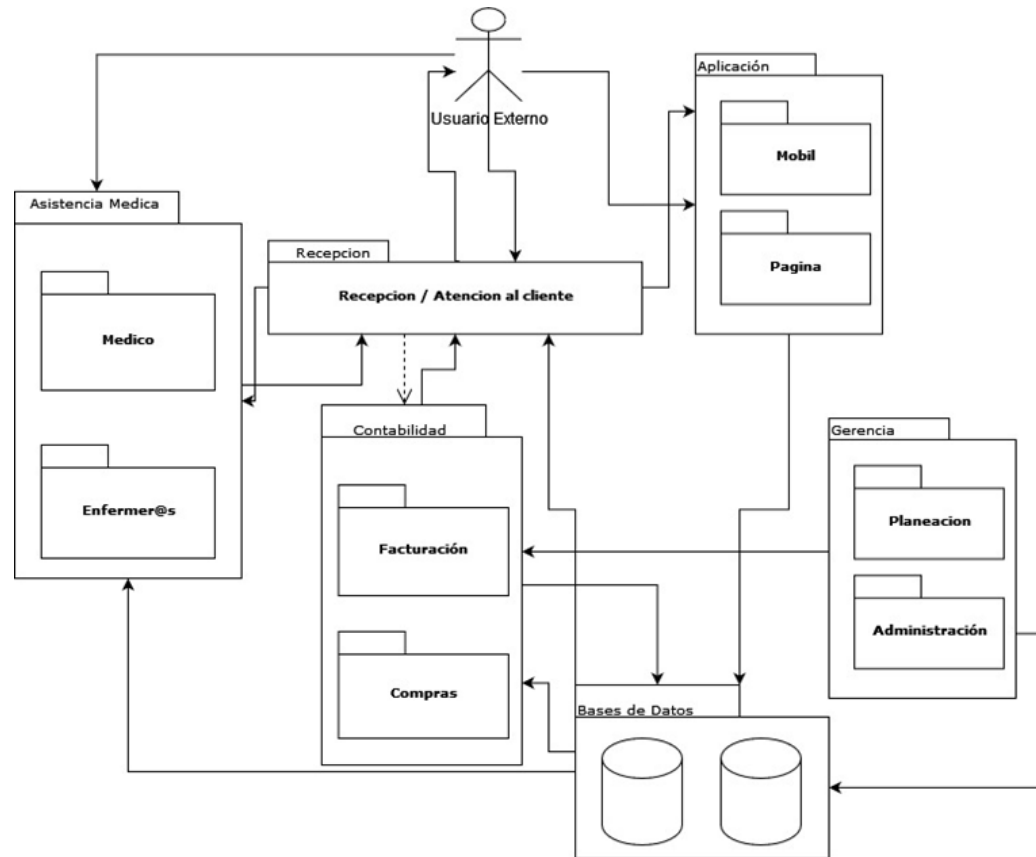 Usuario Externo
Aplicación
Mobil
Pagina
Asistencia Medica
Medico
Enfermer@s
Recepcion
Recepcion / Atencion al cliente
Contabilidad
Facturación
Compras
Gerencia
Planeacion
Administración
Bases de Datos